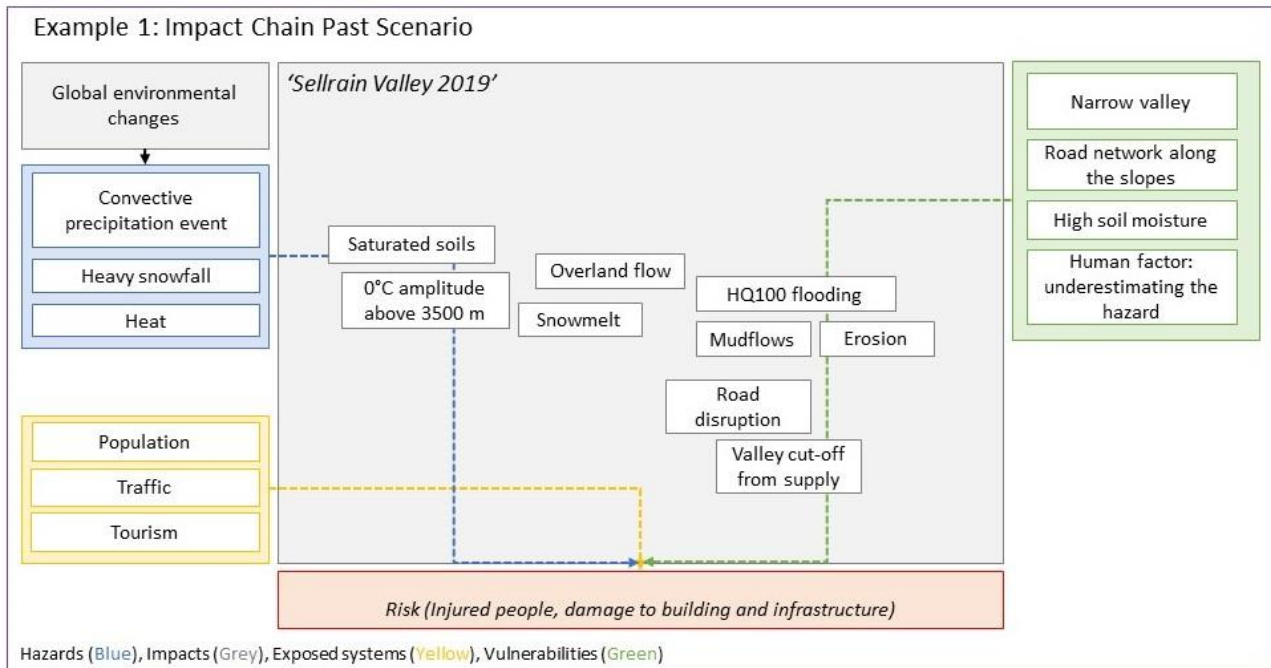 Example 1: Impact Chain Past Scenario
Global environmental
changes
Convective
precipitation event
Heavy snowfall
Heat
Population
Traffic
Tourism
‘Sellrain Valley 2019’
Saturated soils
0°C amplitude
above 3500 m
Overland flow
Snowmelt
HQ100 flooding
Mudflows
Erosion
Road
disruption
Valley cut-off
from supply
Narrow valley
Road network along
the slopes
High soil moisture
Human factor:
underestimating the
hazard
Risk (Injured people, damage to building and infrastructure)
Hazards (Blue), Impacts (Grey), Exposed systems (Yellow), Vulnerabilities (Green)